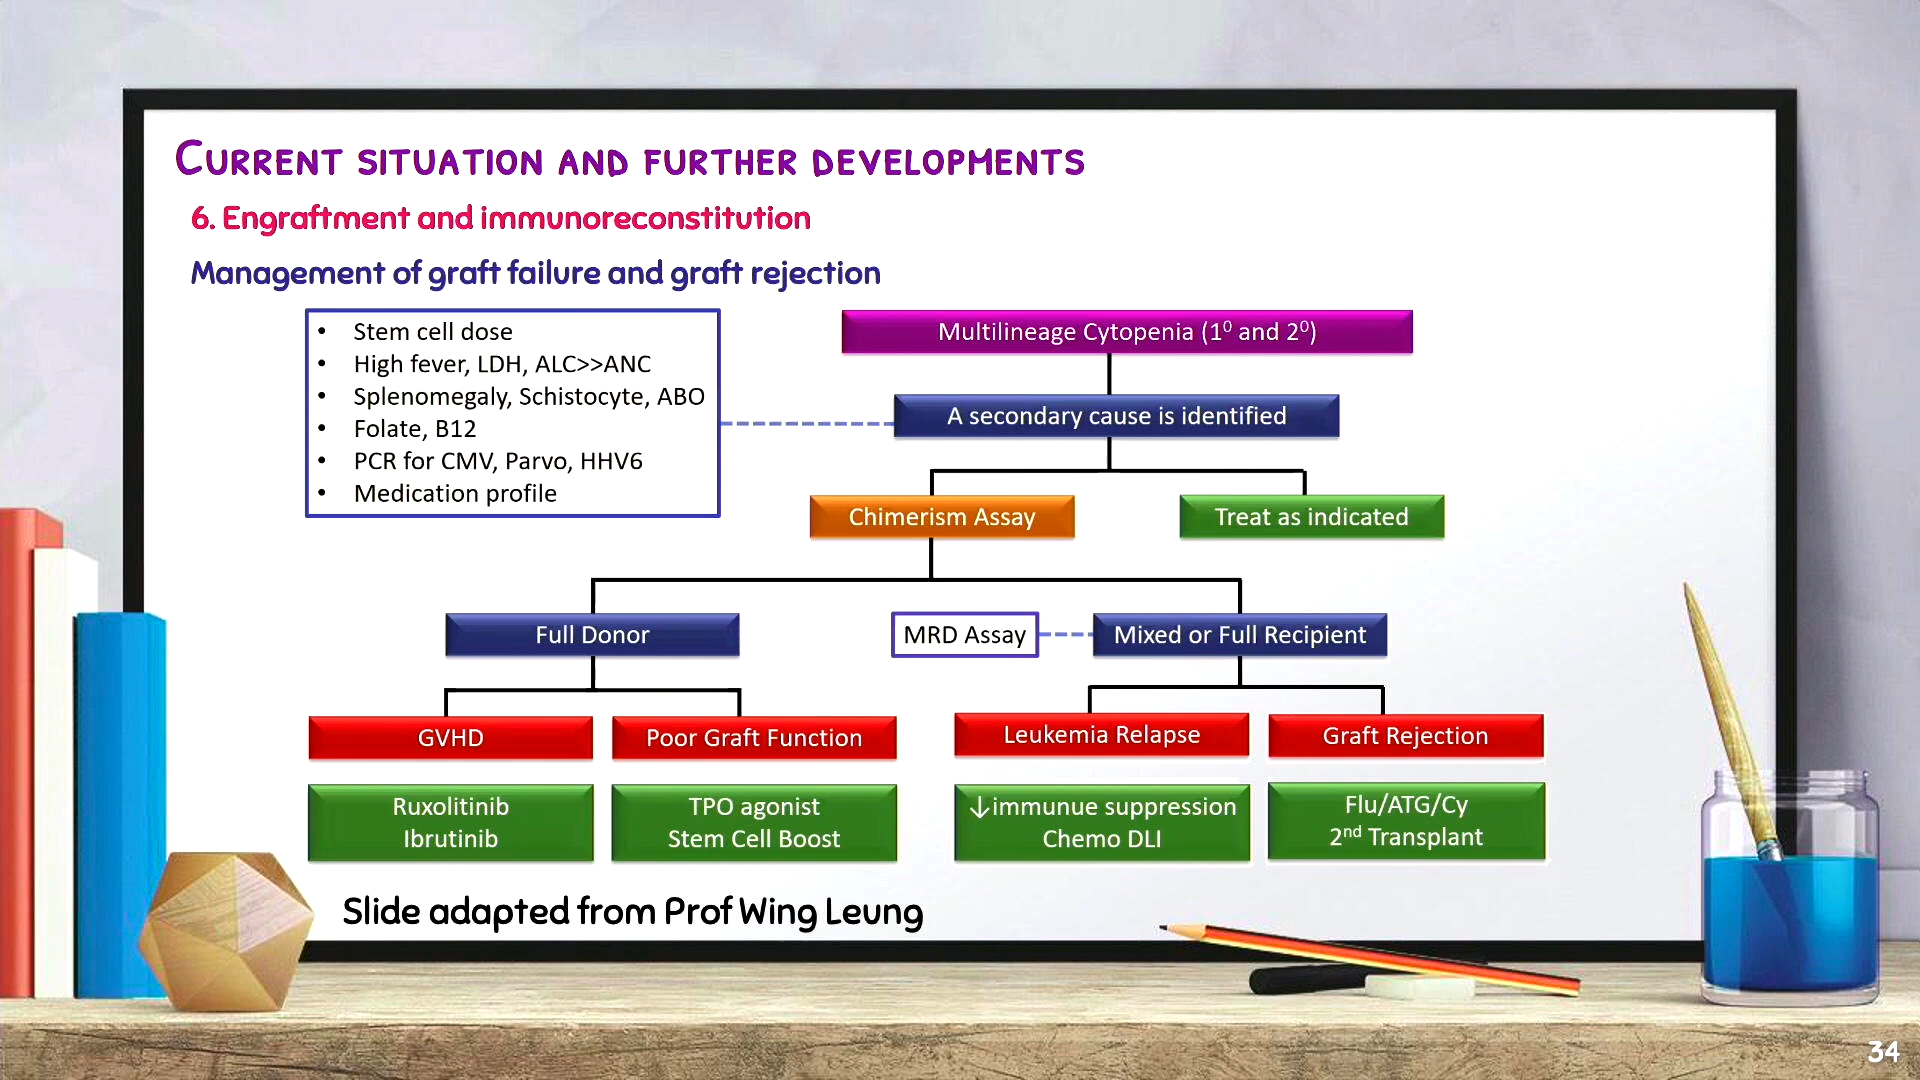 Current situation and further developments
6. Engraftment and immunoreconstitution
Management of graft failure and graft rejection
• Stem cell dose
• High fever, LDH, ALC>>ANC
• Splenomegaly, Schistocyte, ABO
• Folate, B12
• PCR for CMV, Parvo, HHV6
• Medication profile
Multilineage Cytopenia (1⁰ and 2⁰)
A secondary cause is identified
Chimerism Assay
Treat as indicated
Full Donor
MRD Assay
Mixed or Full Recipient
GVHD
Poor Graft Function
Leukemia Relapse
Graft Rejection
Ruxolitinib
Ibrutinib
TPO agonist
Stem Cell Boost
↓immunue suppression
Chemo DLI
Flu/ATG/Cy
2nd Transplant
Slide adapted from Prof Wing Leung
34